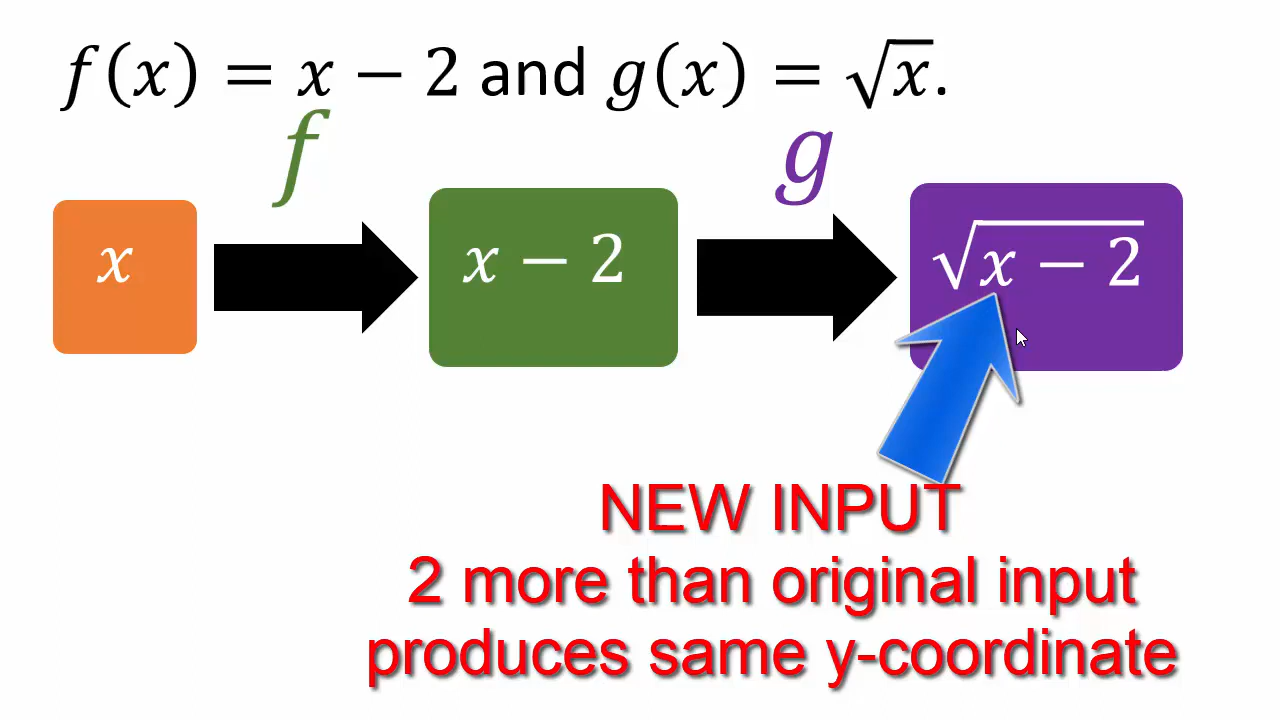 f(x) = x − 2 and g(x) = √x.
f
g
x
x − 2
√(x − 2)
NEW INPUT
2 more than original input
produces same y-coordinate